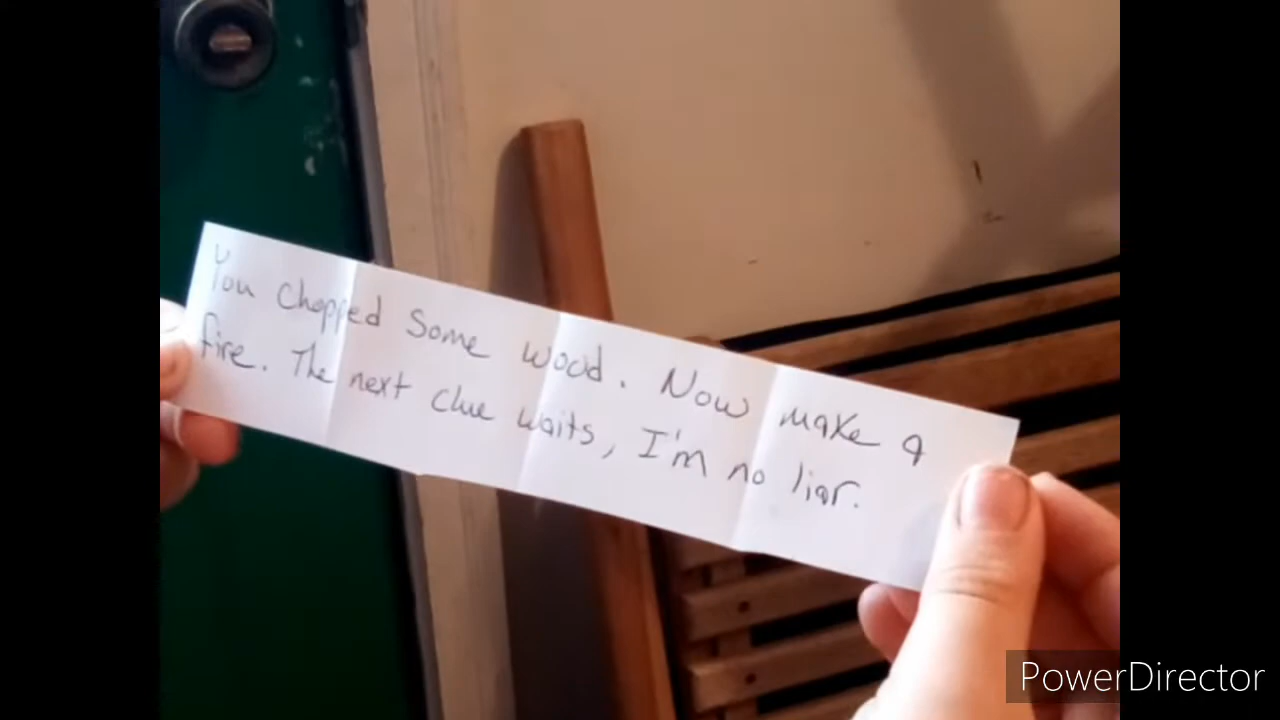 You chopped Some wood. Now make a
fire. The next clue waits, I'm no liar.
PowerDirector